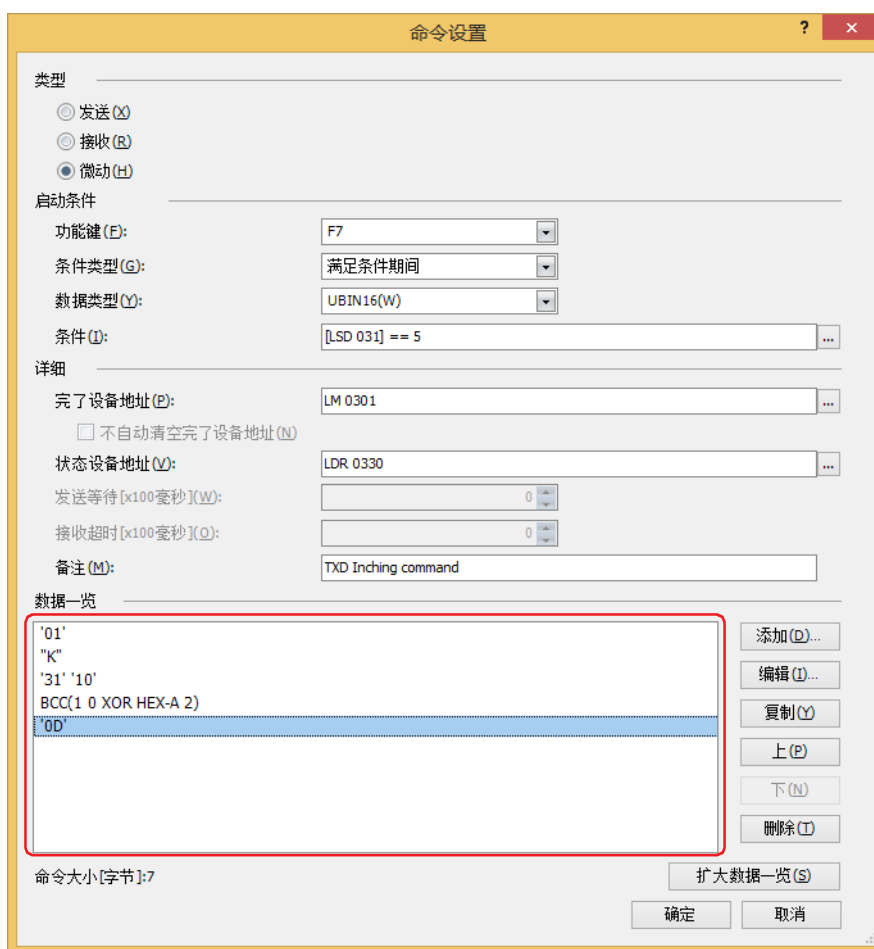 命令设置
? ×
类型
发送(X)
接收(R)
微动(H)
启动条件
功能键(F): F7
条件类型(G): 满足条件期间
数据类型(Y): UBIN16(W)
条件(I): [LSD 031] == 5 ...
详细
完了设备地址(P): LM 0301 ...
不自动清空完了设备地址(N)
状态设备地址(V): LDR 0330 ...
发送等待[x100毫秒](W): 0
接收超时[x100毫秒](O): 0
备注(M): TXD Inching command
数据一览
'01'
"K"
'31' '10'
BCC(1 0 XOR HEX-A 2)
'0D'
添加(D)...
编辑(I)...
复制(Y)
上(P)
下(N)
删除(T)
命令大小[字节]:7
扩大数据一览(S)
确定 取消